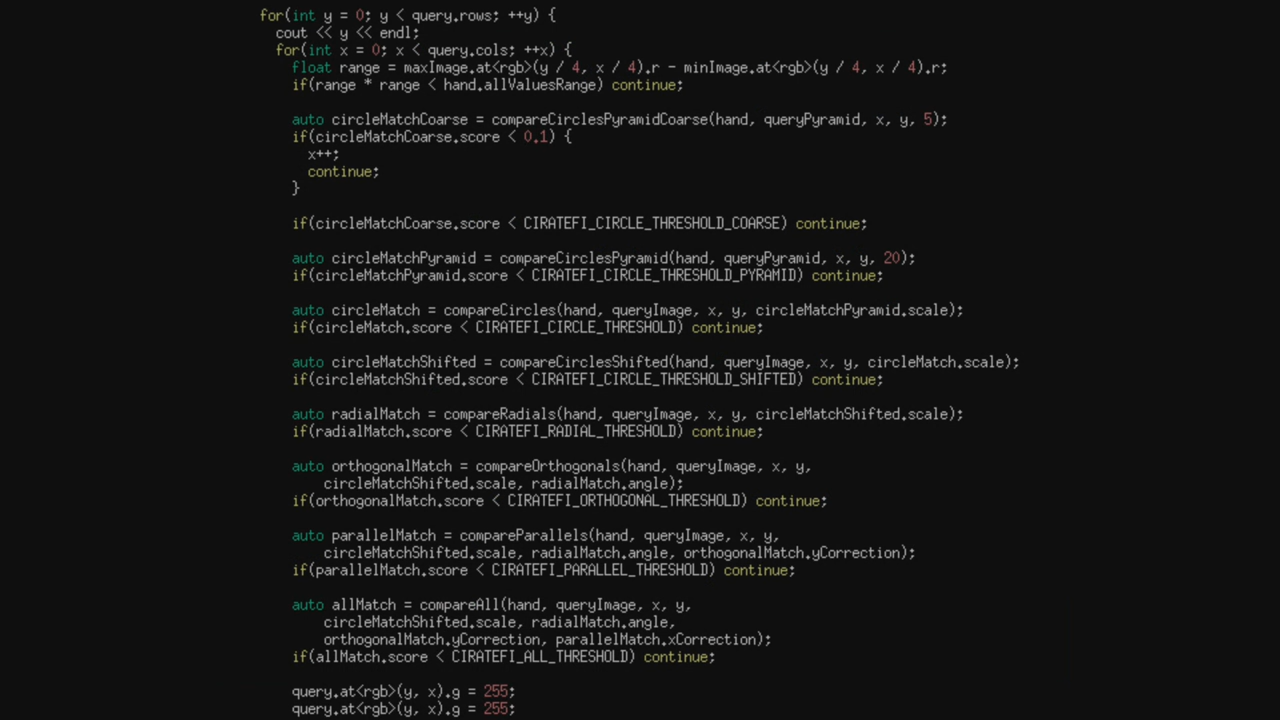 for(int y = 0; y < query.rows; ++y) {
cout << y << endl;
for(int x = 0; x < query.cols; ++x) {
float range = maxImage.at<rgb>(y / 4, x / 4).r - minImage.at<rgb>(y / 4, x / 4).r;
if(range * range < hand.allValuesRange) continue;
auto circleMatchCoarse = compareCirclesPyramidCoarse(hand, queryPyramid, x, y, 5);
if(circleMatchCoarse.score < 0.1) {
x++;
continue;
}
if(circleMatchCoarse.score < CIRATEFI_CIRCLE_THRESHOLD_COARSE) continue;
auto circleMatchPyramid = compareCirclesPyramid(hand, queryPyramid, x, y, 20);
if(circleMatchPyramid.score < CIRATEFI_CIRCLE_THRESHOLD_PYRAMID) continue;
auto circleMatch = compareCircles(hand, queryImage, x, y, circleMatchPyramid.scale);
if(circleMatch.score < CIRATEFI_CIRCLE_THRESHOLD) continue;
auto circleMatchShifted = compareCirclesShifted(hand, queryImage, x, y, circleMatch.scale);
if(circleMatchShifted.score < CIRATEFI_CIRCLE_THRESHOLD_SHIFTED) continue;
auto radialMatch = compareRadials(hand, queryImage, x, y, circleMatchShifted.scale);
if(radialMatch.score < CIRATEFI_RADIAL_THRESHOLD) continue;
auto orthogonalMatch = compareOrthogonals(hand, queryImage, x, y,
circleMatchShifted.scale, radialMatch.angle);
if(orthogonalMatch.score < CIRATEFI_ORTHOGONAL_THRESHOLD) continue;
auto parallelMatch = compareParallels(hand, queryImage, x, y,
circleMatchShifted.scale, radialMatch.angle, orthogonalMatch.yCorrection);
if(parallelMatch.score < CIRATEFI_PARALLEL_THRESHOLD) continue;
auto allMatch = compareAll(hand, queryImage, x, y,
circleMatchShifted.scale, radialMatch.angle,
orthogonalMatch.yCorrection, parallelMatch.xCorrection);
if(allMatch.score < CIRATEFI_ALL_THRESHOLD) continue;
query.at<rgb>(y, x).g = 255;
query.at<rgb>(y, x).g = 255;